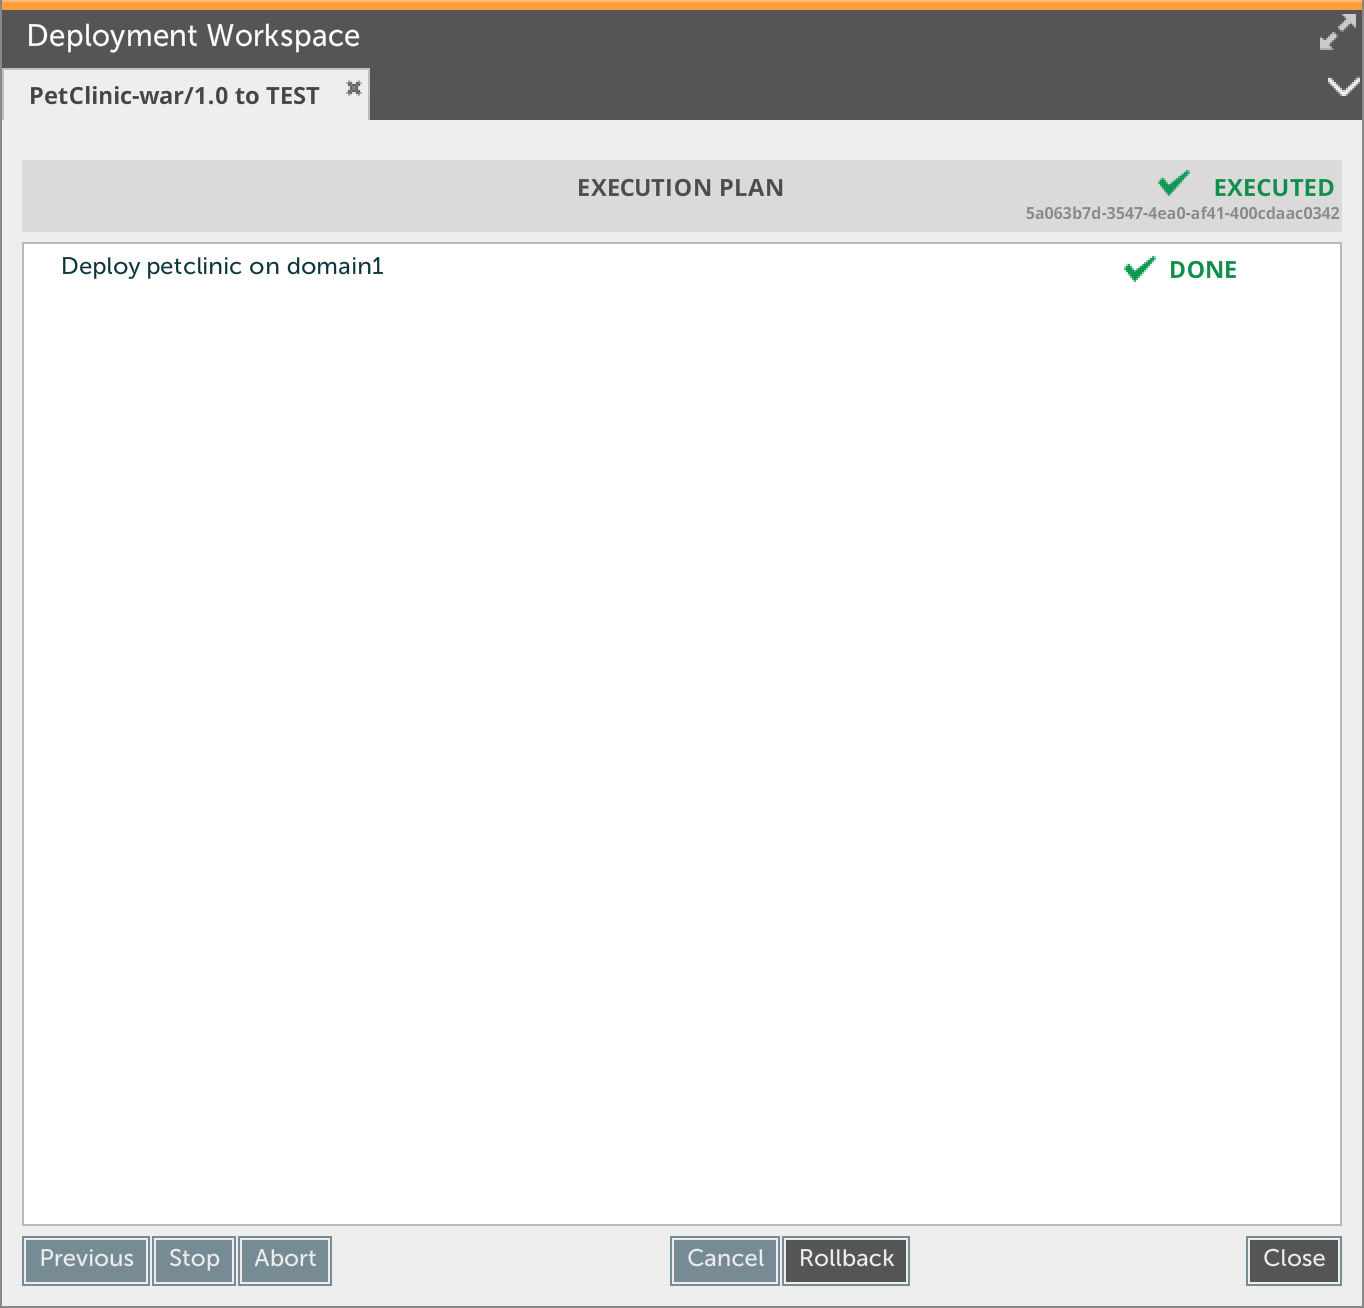 Deployment Workspace
PetClinic-war/1.0 to TEST
EXECUTION PLAN
EXECUTED
5a063b7d-3547-4ea0-af41-400cdaac0342
Deploy petclinic on domain1
DONE
Previous Stop Abort Cancel Rollback Close